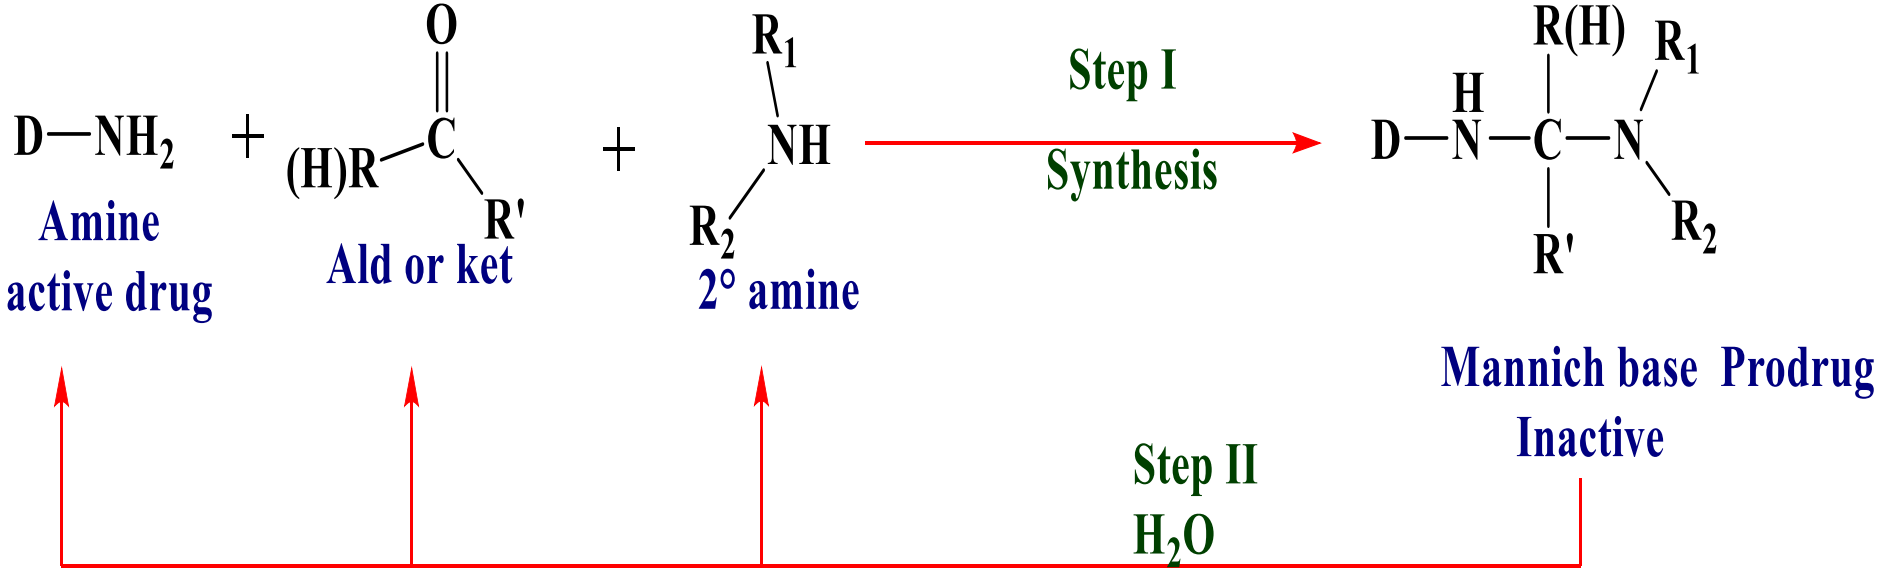 D—NH2 + (H)R C O R' + R1 NH R2
Step I
Synthesis
D—N H—C R(H) R'—N R1 R2
Amine
active drug
Ald or ket
2° amine
Mannich base Prodrug
Inactive
Step II
H2O